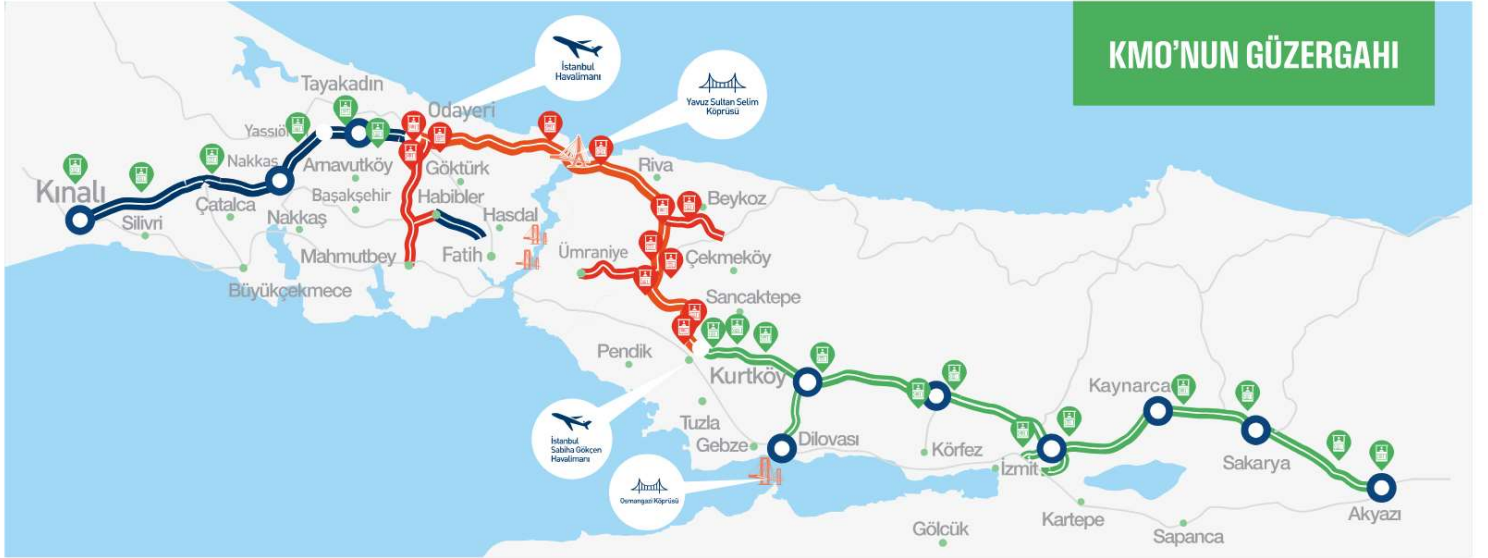 KMO'NUN GÜZERGAHI
İstanbul
Havalimanı
Yavuz Sultan Selim
Köprüsü
Tayakadın
Odayeri
Yassıör
Nakkaş
Arnavutköy
Göktürk
Riva
Kınalı
Çatalca
Başakşehir
Habibler
Beykoz
Silivri
Nakkaş
Hasdal
Mahmutbey
Fatih
Ümraniye
Çekmeköy
Büyükçekmece
Sancaktepe
Pendik
Kurtköy
Kaynarca
İstanbul
Sabiha Gökçen
Havalimanı
Tuzla
Gebze
Dilovası
Körfez
İzmit
Sakarya
Osmangazi Köprüsü
Gölcük
Kartepe
Sapanca
Akyazı